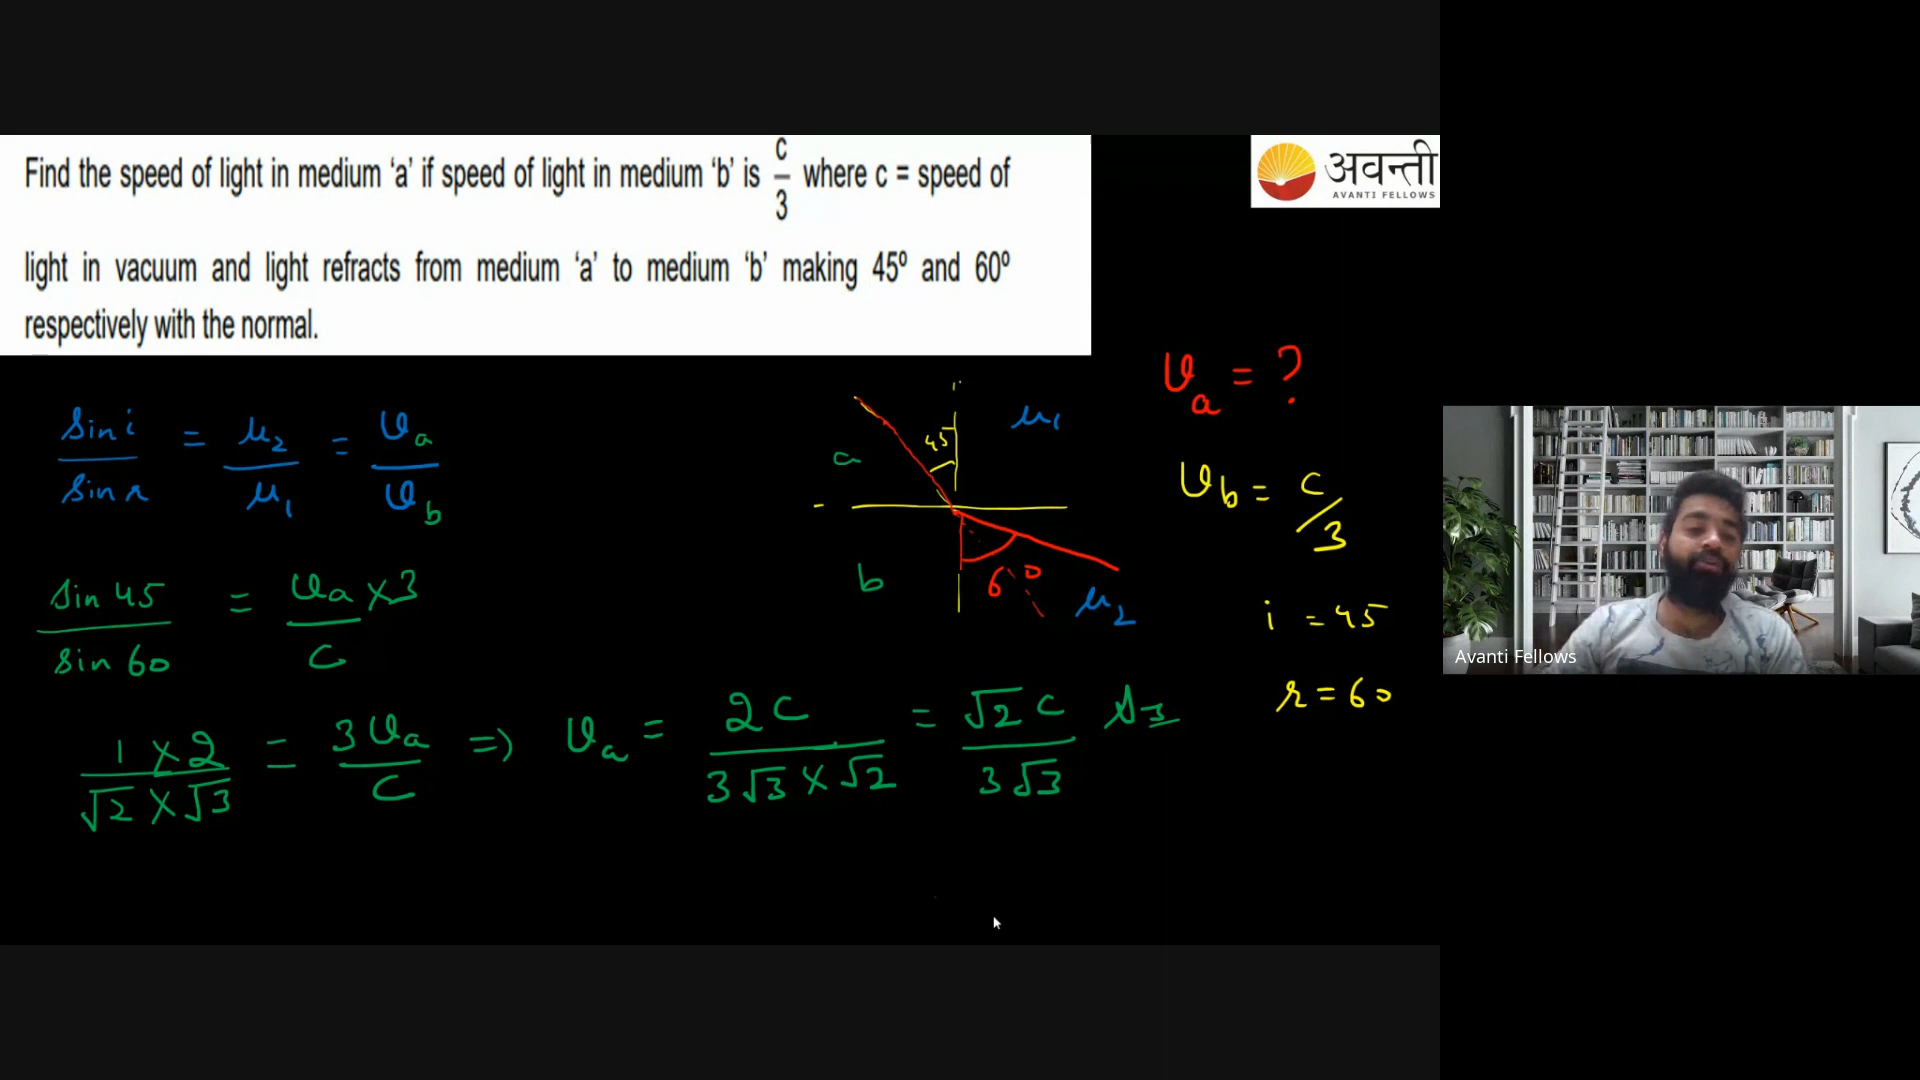 Find the speed of light in medium ‘a’ if speed of light in medium ‘b’ is c/3 where c = speed of
light in vacuum and light refracts from medium ‘a’ to medium ‘b’ making 45º and 60º
respectively with the normal.
अवन्ती
AVANTI FELLOWS
υa = ?
sin i / sin r = μ2 / μ1 = υa / υb
45
μ1
a
υb = c/3
b
60
μ2
i = 45
sin 45 / sin 60 = υa × 3 / c
Avanti Fellows
r = 60
1 × 2 / √2 × √3 = 3υa / c => υa = 2c / 3√3 × √2 = √2 c / 3√3